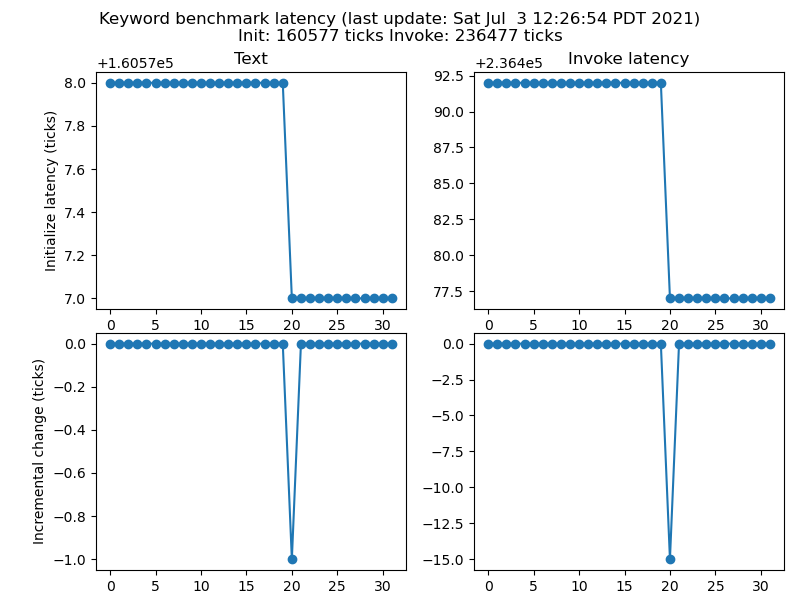 Keyword benchmark latency (last update: Sat Jul  3 12:26:54 PDT 2021)
Init: 160577 ticks Invoke: 236477 ticks
Text
+1.6057e5
8.0
7.8
7.6
7.4
7.2
7.0
Initialize latency (ticks)
0 5 10 15 20 25 30
Invoke latency
+2.364e5
92.5
90.0
87.5
85.0
82.5
80.0
77.5
0 5 10 15 20 25 30
0.0
−0.2
−0.4
−0.6
−0.8
−1.0
Incremental change (ticks)
0 5 10 15 20 25 30
0.0
−2.5
−5.0
−7.5
−10.0
−12.5
−15.0
0 5 10 15 20 25 30